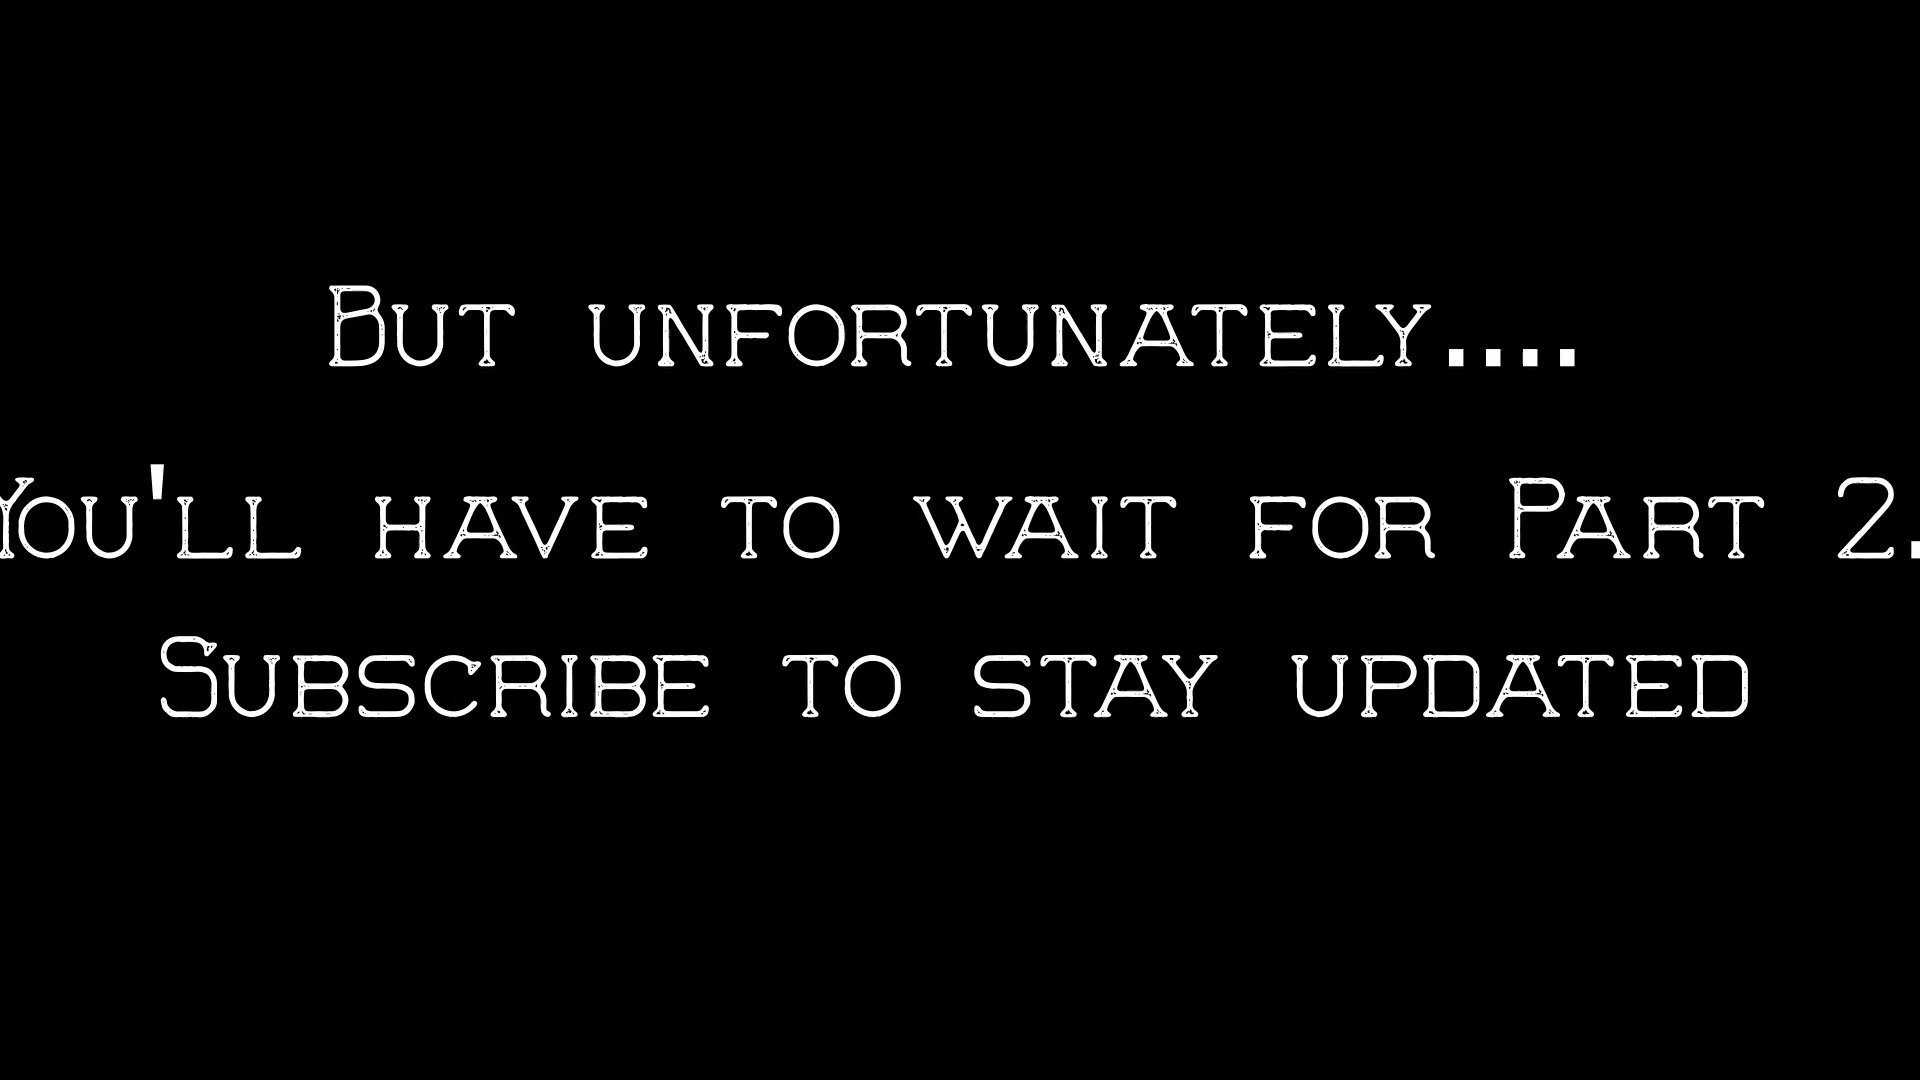 But unfortunately....
You'll have to wait for Part 2.
Subscribe to stay updated